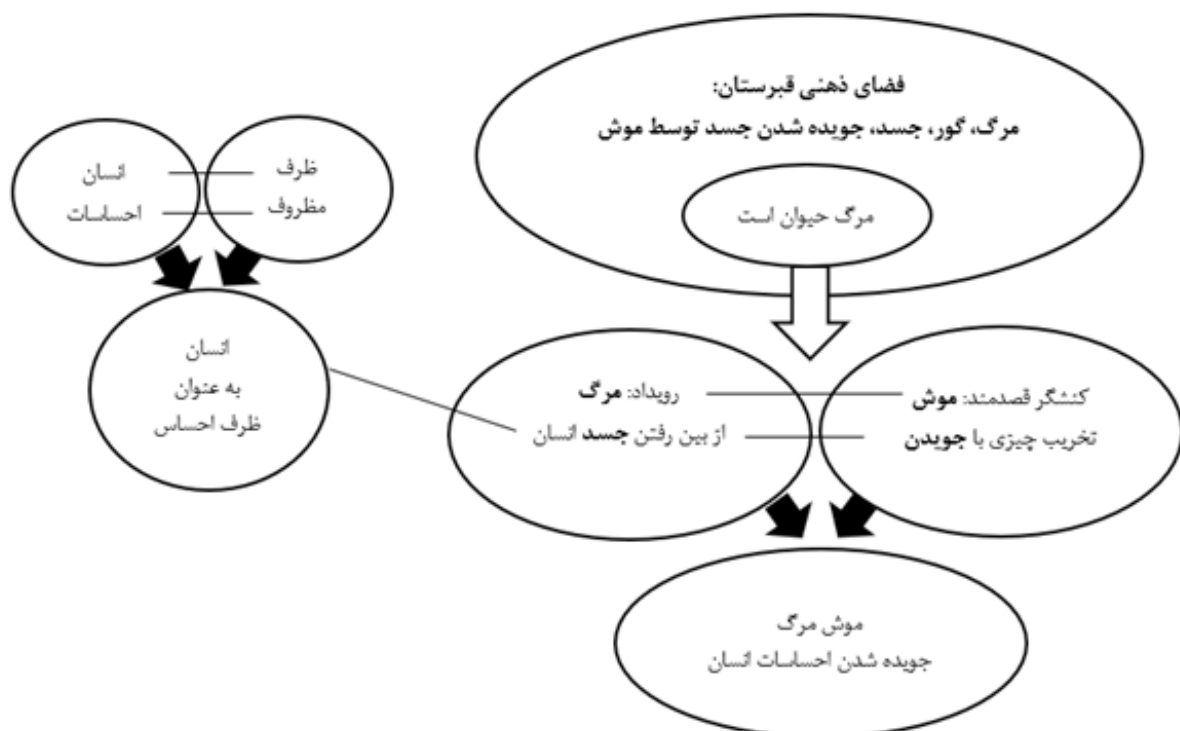 فضای ذهنی قبرستان:
مرگ، گور، جسد، جویده شدن جسد توسط موش
مرگ حیوان است
ظرف
مظروف
انسان
احساسات
انسان
به عنوان
ظرف احساس
کنشگر قصدمند: موش
تخریب چیزی با جویدن
رویداد: مرگ
از بین رفتن جسد انسان
موش مرگ
جویده شدن احساسات انسان